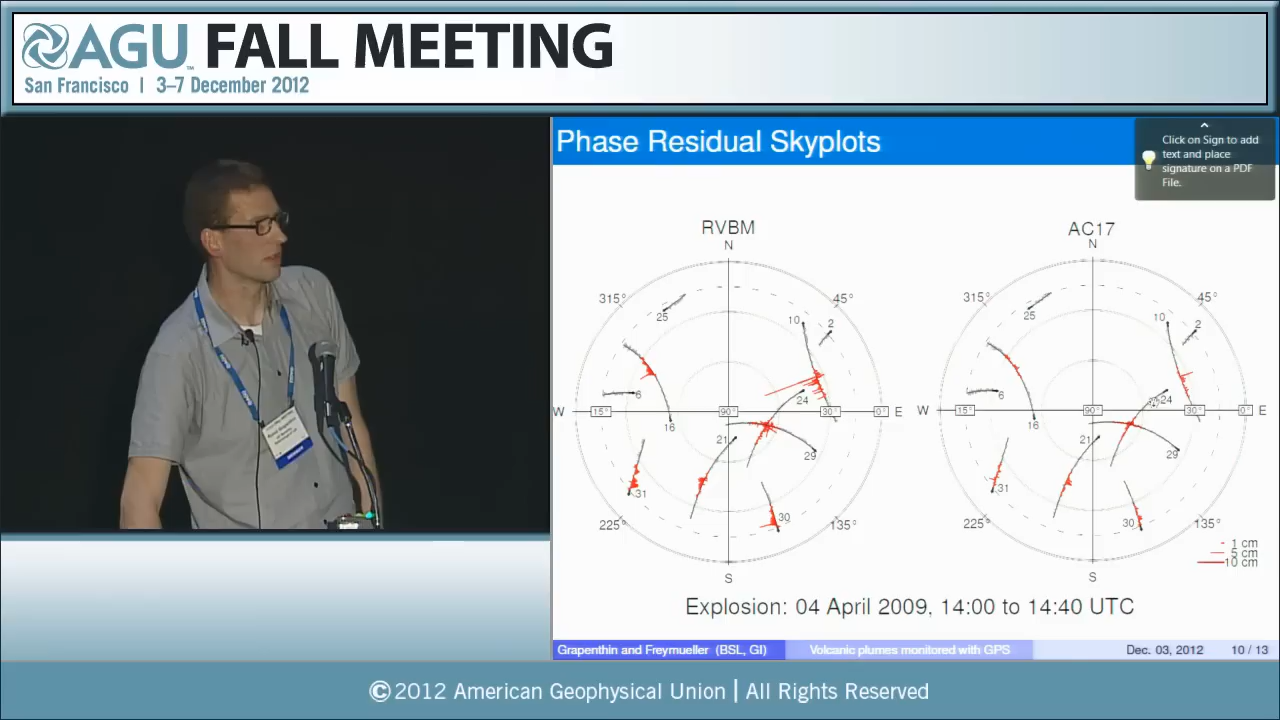 AGU FALL MEETING
San Francisco | 3–7 December 2012
Phase Residual Skyplots
Click on Sign to add
text and place
signature on a PDF
File.
RVBM
N
315°
45°
25
10
2
6
24
W
15°
90°
30°
0°
E
16
21
29
31
30
225°
135°
S
AC17
N
315°
45°
25
10
2
6
24
W
15°
90°
30°
0°
E
16
21
29
31
30
225°
135°
S
1 cm
5 cm
10 cm
Explosion: 04 April 2009, 14:00 to 14:40 UTC
Grapenthin and Freymueller (BSL, GI)
Volcanic plumes monitored with GPS
Dec. 03, 2012
10 / 13
©2012 American Geophysical Union | All Rights Reserved